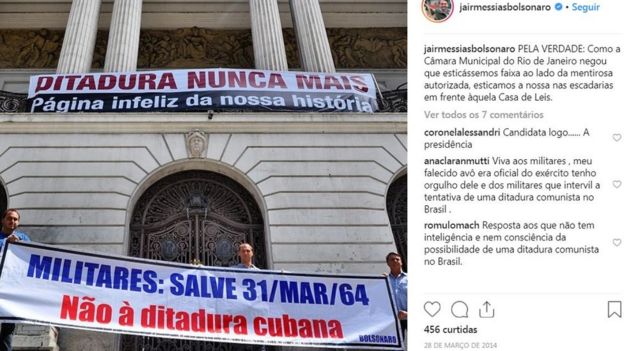 DITADURA NUNCA MAIS
Página infeliz da nossa história
MILITARES: SALVE 31/MAR/64
Não à ditadura cubana
BOLSONARO
jairmessiasbolsonaro • Seguir
jairmessiasbolsonaro PELA VERDADE: Como a
Câmara Municipal do Rio de Janeiro negou
que esticássemos faixa ao lado da mentirosa
autorizada, esticamos a nossa nas escadarias
em frente àquela Casa de Leis.
Ver todos os 7 comentários
coronelalessandri Candidata logo...... A
presidência
anaclaranmutti Viva aos militares , meu
falecido avô era oficial do exército tenho
orgulho dele e dos militares que intervil a
tentativa de uma ditadura comunista no
Brasil .
romulomach Resposta aos que não tem
inteligência e nem consciência da
possibilidade de uma ditadura comunista no
Brasil.
456 curtidas
28 DE MARÇO DE 2014